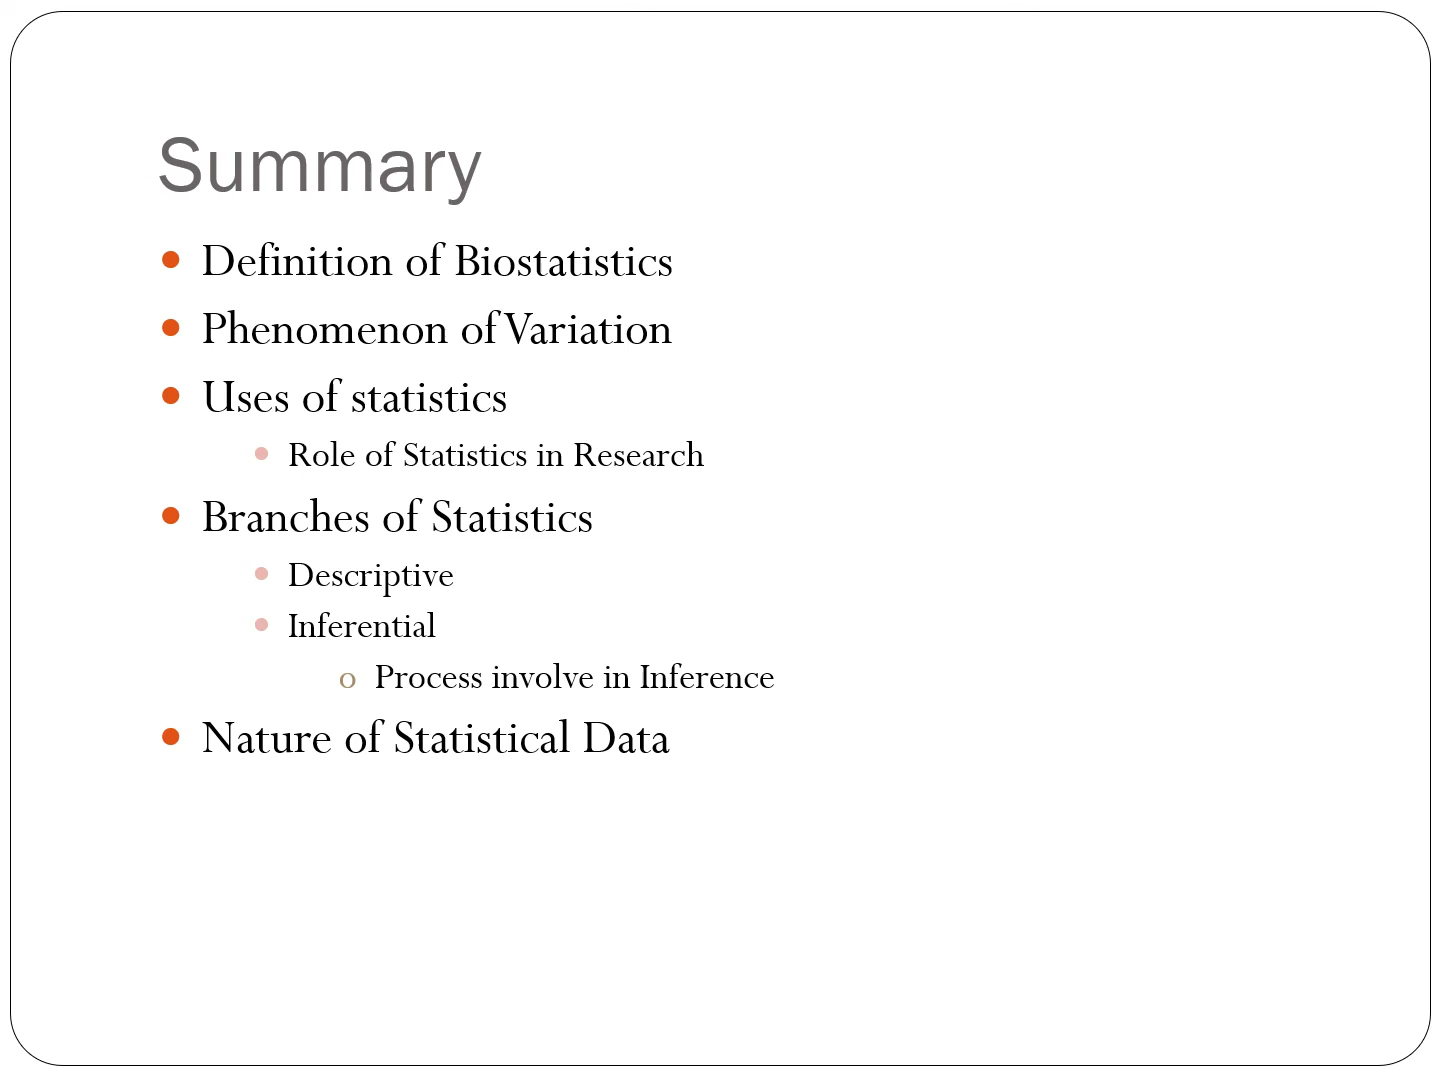 Summary
Definition of Biostatistics
Phenomenon of Variation
Uses of statistics
Role of Statistics in Research
Branches of Statistics
Descriptive
Inferential
Process involve in Inference
Nature of Statistical Data